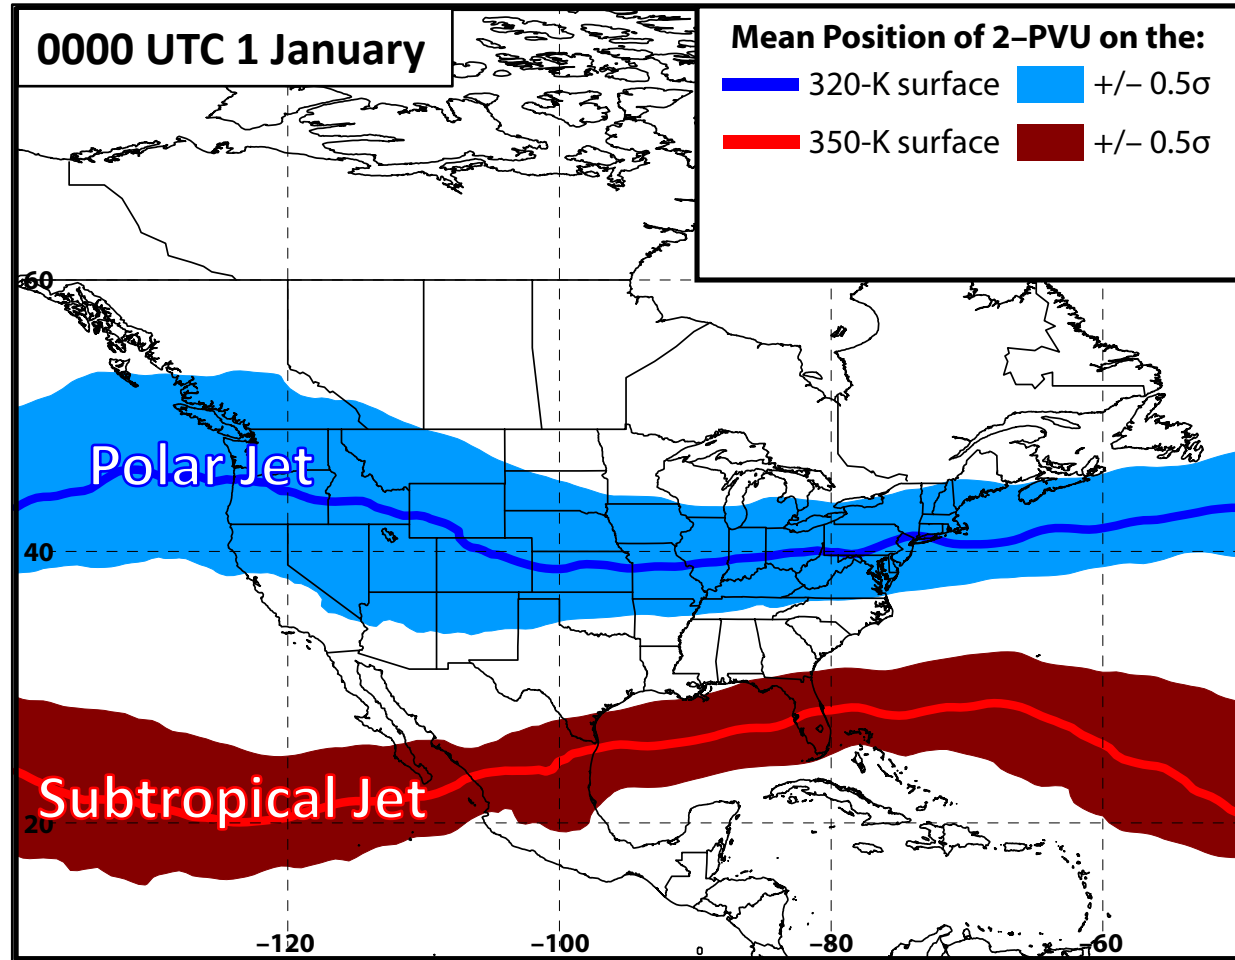 0000 UTC 1 January
Mean Position of 2–PVU on the:
320-K surface +/– 0.5σ
350-K surface +/– 0.5σ
60
Polar Jet
40
Subtropical Jet
20
–120 –100 –80 –60